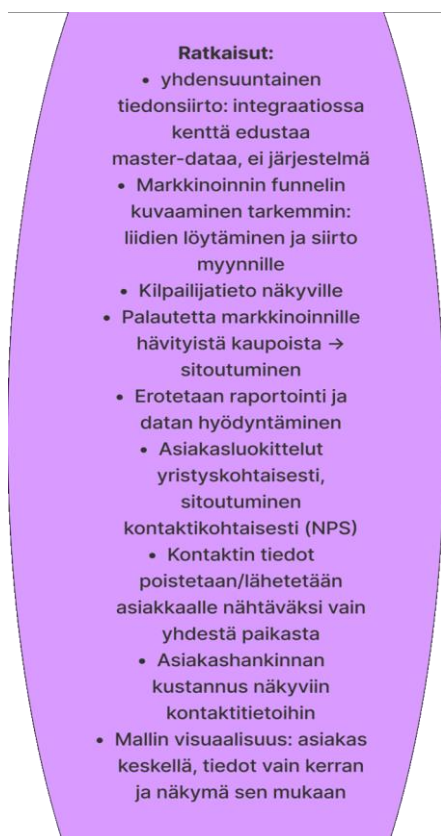 Ratkaisut:
• yhdensuuntainen
tiedonsiirto: integraatiossa
kenttä edustaa
master-dataa, ei järjestelmä
• Markkinoinnin funnelin
kuvaaminen tarkemmin:
liidien löytäminen ja siirto
myynnille
• Kilpailijatieto näkyville
• Palautetta markkinoinnille
hävityistä kaupoista →
sitoutuminen
• Erotetaan raportointi ja
datan hyödyntäminen
• Asiakasluokittelut
yristyskohtaisesti,
sitoutuminen
kontaktikohtaisesti (NPS)
• Kontaktin tiedot
poistetaan/lähetetään
asiakkaalle nähtäväksi vain
yhdestä paikasta
• Asiakashankinnan
kustannus näkyviin
kontaktitietoihin
• Mallin visuaalisuus: asiakas
keskellä, tiedot vain kerran
ja näkymä sen mukaan